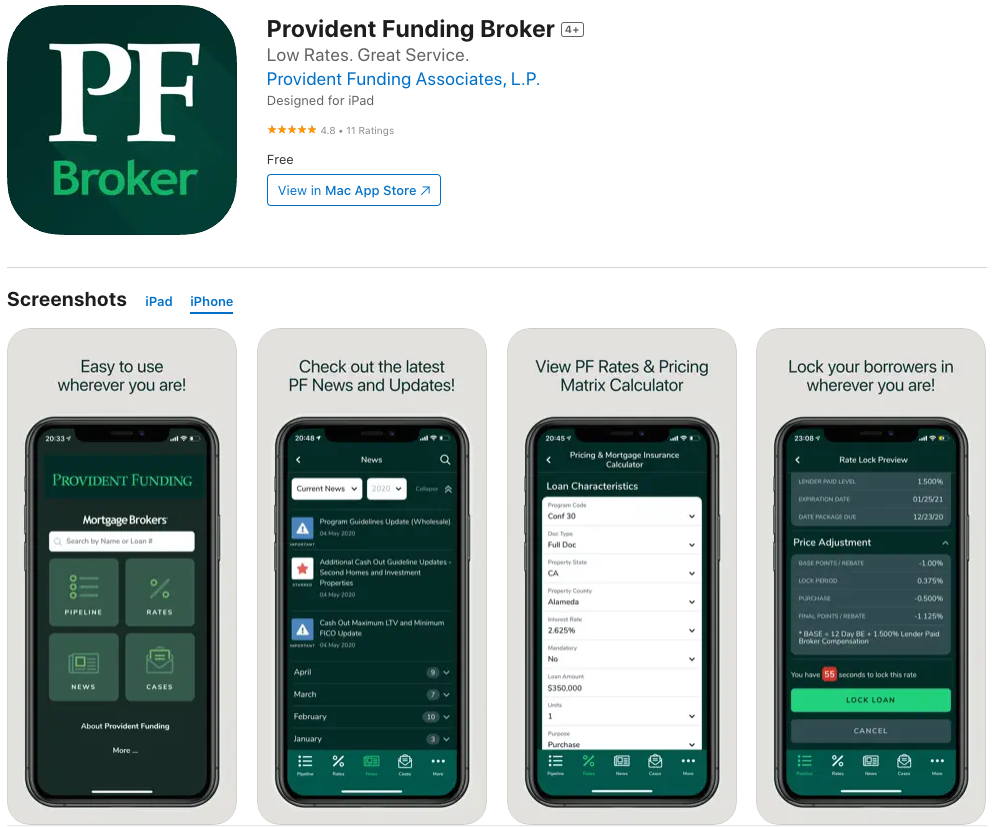 PF
Broker
Provident Funding Broker 4+
Low Rates. Great Service.
Provident Funding Associates, L.P.
Designed for iPad
★★★★★ 4.8 • 11 Ratings
Free
View in Mac App Store ↗
Screenshots iPad iPhone
Easy to use
wherever you are!
20:33
PROVIDENT FUNDING
Mortgage Brokers
Search by Name or Loan #
PIPELINE RATES
NEWS CASES
About Provident Funding
More ...
Check out the latest
PF News and Updates!
20:48
News
Current News 2020 Collapse
Program Guidelines Update (Wholesale)
04 May 2020
IMPORTANT
Additional Cash Out Guideline Updates -
Second Homes and Investment
Properties
STARRED
04 May 2020
Cash Out Maximum LTV and Minimum
FICO Update
IMPORTANT 04 May 2020
April 9
March 7
February 10
January 3
Pipeline Rates News Cases More
View PF Rates & Pricing
Matrix Calculator
20:45
Pricing & Mortgage Insurance
Calculator
Loan Characteristics
Program Code
Conf 30
Doc Type
Full Doc
Property State
CA
Property County
Alameda
Interest Rate
2.625%
Mandatory
No
Loan Amount
$350,000
Units
1
Purpose
Purchase
Pipeline Rates News Cases More
Lock your borrowers in
wherever you are!
23:08
Rate Lock Preview
LENDER PAID LEVEL 1.500%
EXPIRATION DATE 01/25/21
DATE PACKAGE DUE 12/23/20
Price Adjustment
BASE POINTS / REBATE -1.00%
LOCK PERIOD 0.375%
PURCHASE -0.500%
FINAL POINTS / REBATE -1.125%
* BASE = 12 Day BE + 1.500% Lender Paid
Broker Compensation
You have 55 seconds to lock this rate
LOCK LOAN
CANCEL
Pipeline Rates News Cases More